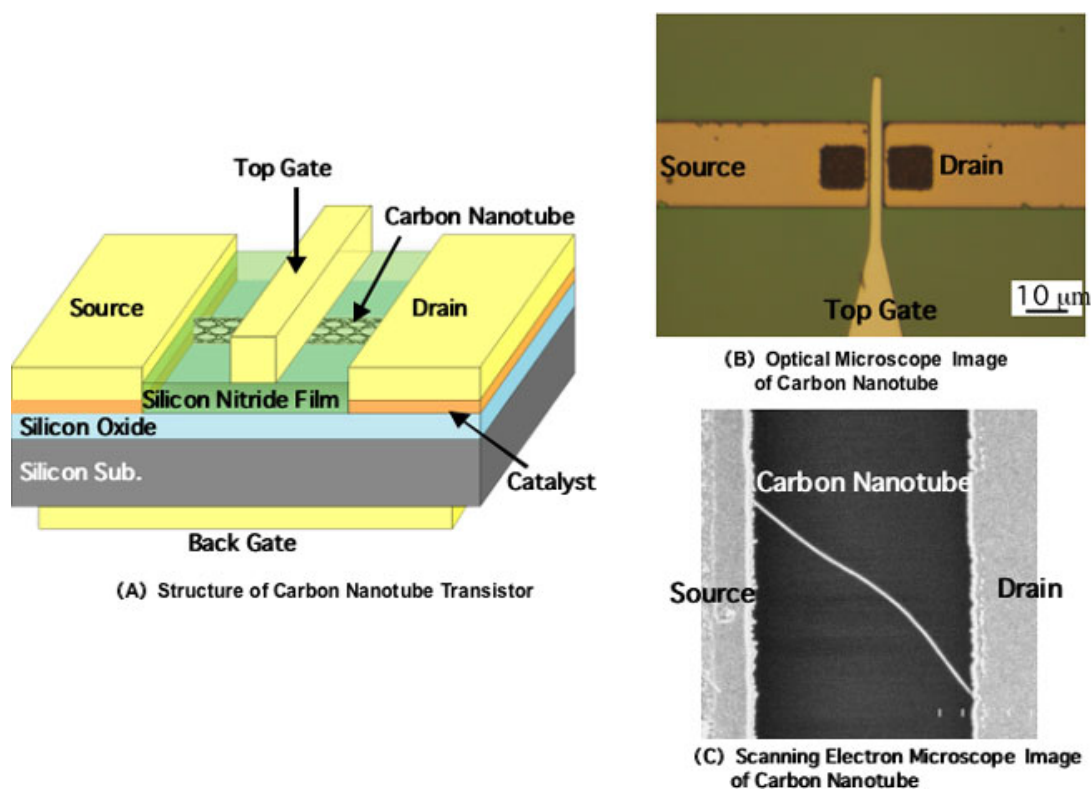 Top Gate
Carbon Nanotube
Source
Drain
Silicon Nitride Film
Silicon Oxide
Silicon Sub.
Catalyst
Back Gate
(A) Structure of Carbon Nanotube Transistor
Source
Drain
Top Gate
10 μm
(B) Optical Microscope Image
of Carbon Nanotube
Carbon Nanotube
Source
Drain
(C) Scanning Electron Microscope Image
of Carbon Nanotube